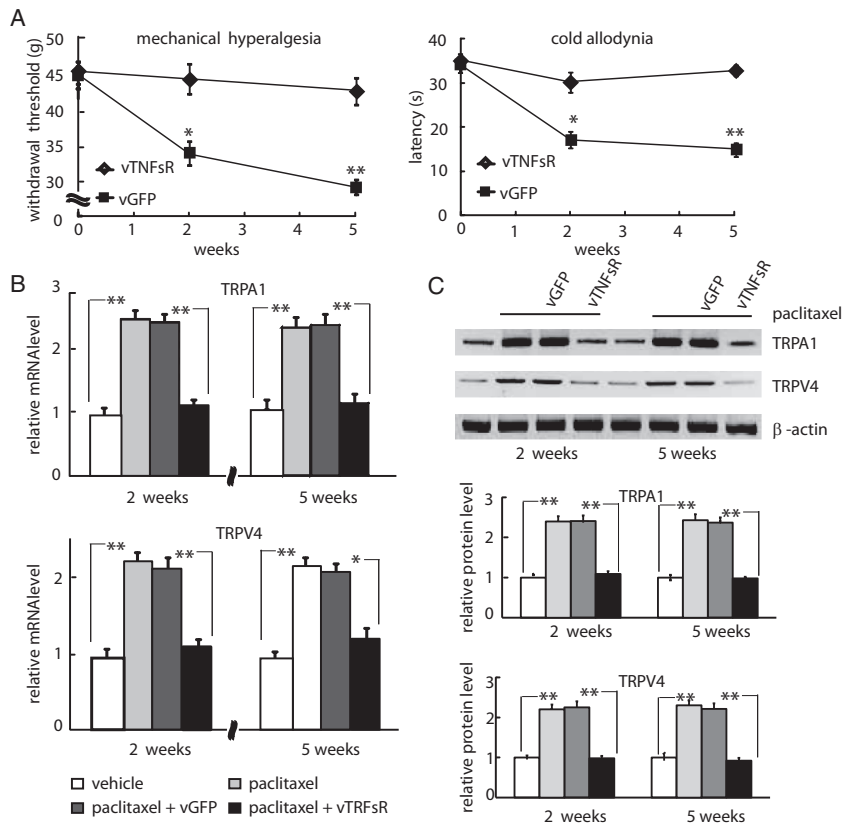 A
mechanical hyperalgesia
withdrawal threshold (g)
50
45
40
35
30
0
vTNFsR
vGFP
*
**
0 1 2 3 4 5
weeks
cold allodynia
latency (s)
40
30
20
10
0
vTNFsR
vGFP
*
**
0 1 2 3 4 5
weeks
B
TRPA1
relative mRNAlevel
3
2
1
0
** ** ** **
2 weeks 5 weeks
TRPV4
relative mRNAlevel
2
1
0
** ** ** *
2 weeks 5 weeks
vehicle paclitaxel
paclitaxel + vGFP paclitaxel + vTRFsR
C
vGFP vTNFsR vGFP vTNFsR
paclitaxel
TRPA1
TRPV4
β -actin
2 weeks 5 weeks
TRPA1
relative protein level
3
2
1
0
** ** ** **
2 weeks 5 weeks
TRPV4
relative protein level
3
2
1
0
** ** ** **
2 weeks 5 weeks